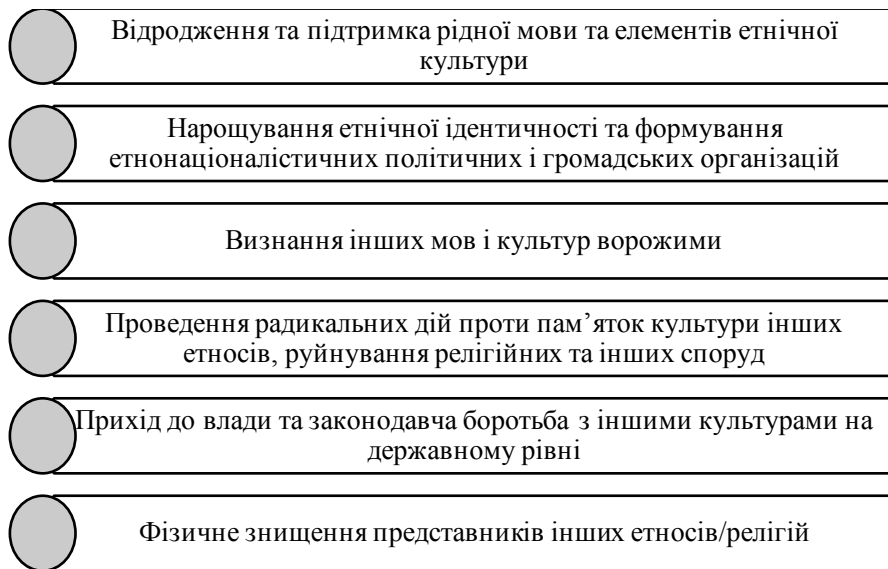 Відродження та підтримка рідної мови та елементів етнічної
культури
Нарощування етнічної ідентичності та формування
етнонаціоналістичних політичних і громадських організацій
Визнання інших мов і культур ворожими
Проведення радикальних дій проти пам’яток культури інших
етносів, руйнування релігійних та інших споруд
Прихід до влади та законодавча боротьба з іншими культурами на
державному рівні
Фізичне знищення представників інших етносів/релігій